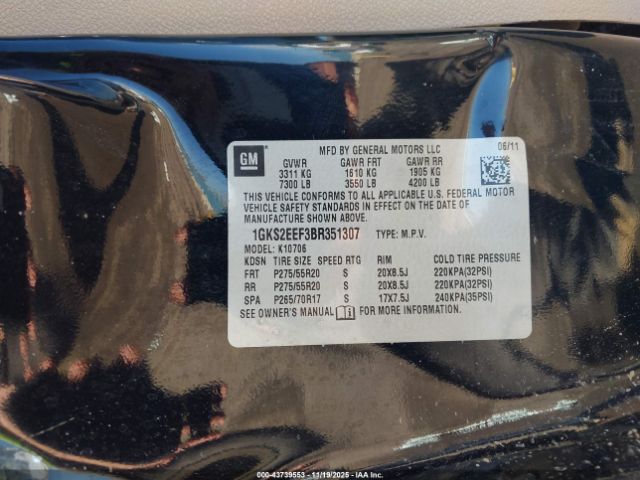 GM
MFD BY GENERAL MOTORS LLC 06/11
GVWR GAWR FRT GAWR RR
3311 KG 1610 KG 1905 KG
7300 LB 3550 LB 4200 LB
THIS VEHICLE CONFORMS TO ALL APPLICABLE U.S. FEDERAL MOTOR
VEHICLE SAFETY STANDARDS IN EFFECT ON THE DATE OF MANUFACTURE
SHOWN ABOVE.
1GKS2EEF3BR351307 TYPE: M.P.V.
MODEL: K10706
KDSN TIRE SIZE SPEED RTG RIM COLD TIRE PRESSURE
FRT P275/55R20 S 20X8.5J 220KPA(32PSI)
RR P275/55R20 S 20X8.5J 220KPA(32PSI)
SPA P265/70R17 S 17X7.5J 240KPA(35PSI)
SEE OWNER'S MANUAL FOR MORE INFORMATION.
000-43739553 - 11/19/2025 - IAAI.com